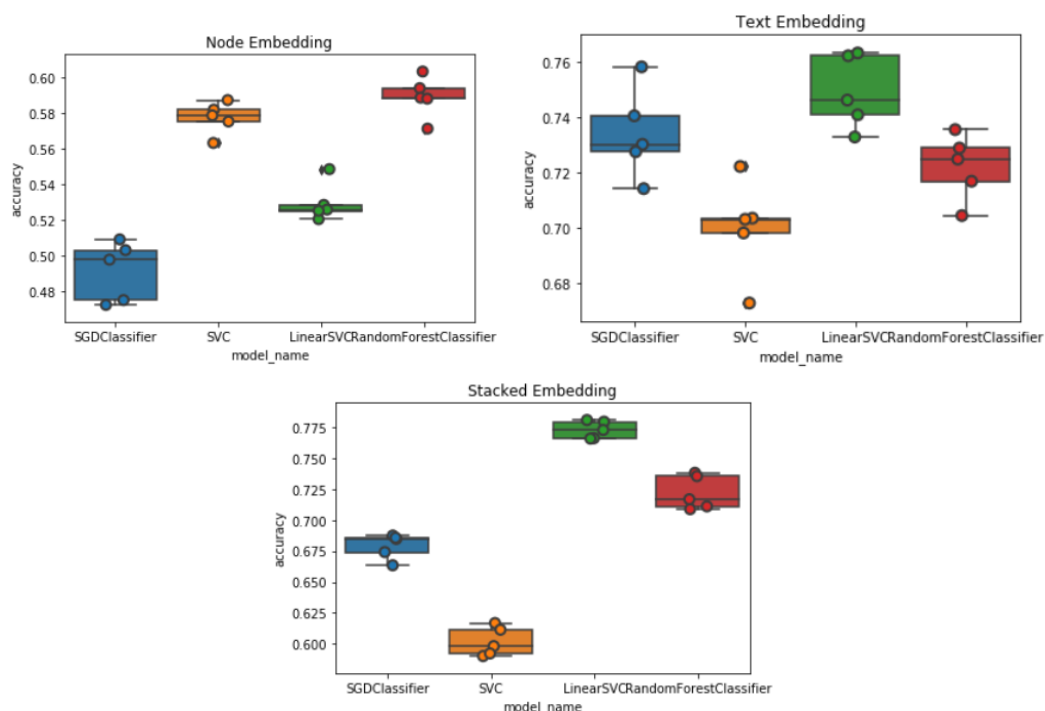 Node Embedding
accuracy
0.60
0.58
0.56
0.54
0.52
0.50
0.48
SGDClassifier SVC LinearSVCRandomForestClassifier
model_name
Text Embedding
accuracy
0.76
0.74
0.72
0.70
0.68
SGDClassifier SVC LinearSVCRandomForestClassifier
model_name
Stacked Embedding
accuracy
0.775
0.750
0.725
0.700
0.675
0.650
0.625
0.600
SGDClassifier SVC LinearSVCRandomForestClassifier
model_name